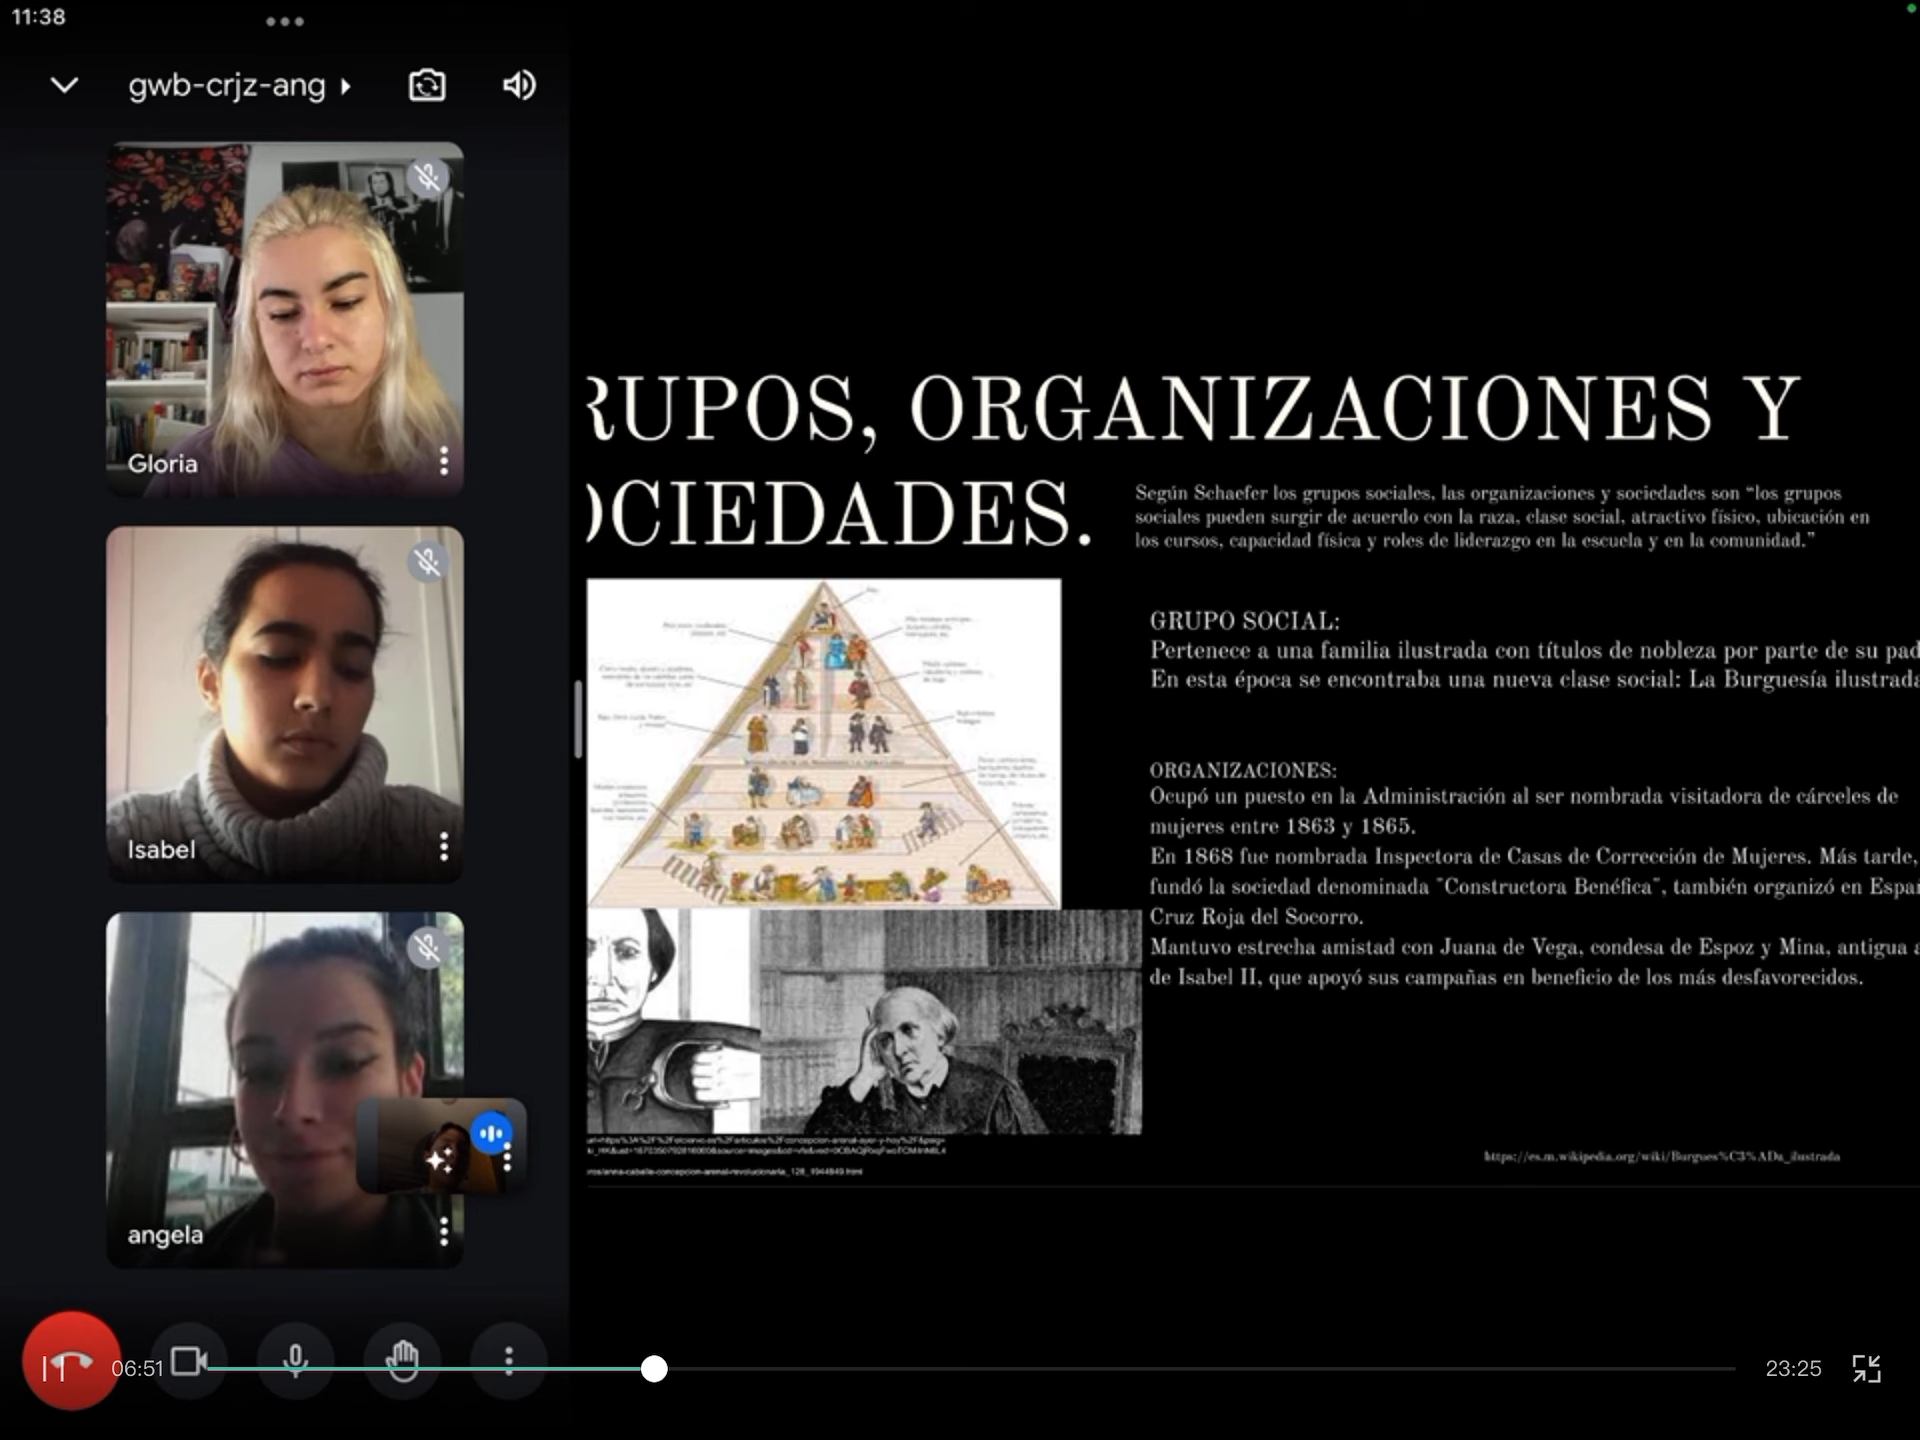 11:38
gwb-crjz-ang
Gloria
Isabel
angela
RUPOS, ORGANIZACIONES Y
OCIEDADES.
Según Schaefer los grupos sociales, las organizaciones y sociedades son “los grupos
sociales pueden surgir de acuerdo con la raza, clase social, atractivo físico, ubicación en
los cursos, capacidad física y roles de liderazgo en la escuela y en la comunidad.”
GRUPO SOCIAL:
Pertenece a una familia ilustrada con títulos de nobleza por parte de su pad
En esta época se encontraba una nueva clase social: La Burguesía ilustrada
ORGANIZACIONES:
Ocupó un puesto en la Administración al ser nombrada visitadora de cárceles de
mujeres entre 1863 y 1865.
En 1868 fue nombrada Inspectora de Casas de Corrección de Mujeres. Más tarde,
fundó la sociedad denominada "Constructora Benéfica", también organizó en Espa
Cruz Roja del Socorro.
Mantuvo estrecha amistad con Juana de Vega, condesa de Espoz y Mina, antigua a
de Isabel II, que apoyó sus campañas en beneficio de los más desfavorecidos.
https://es.m.wikipedia.org/wiki/Burgues%C3%ADa_ilustrada
06:51
23:25